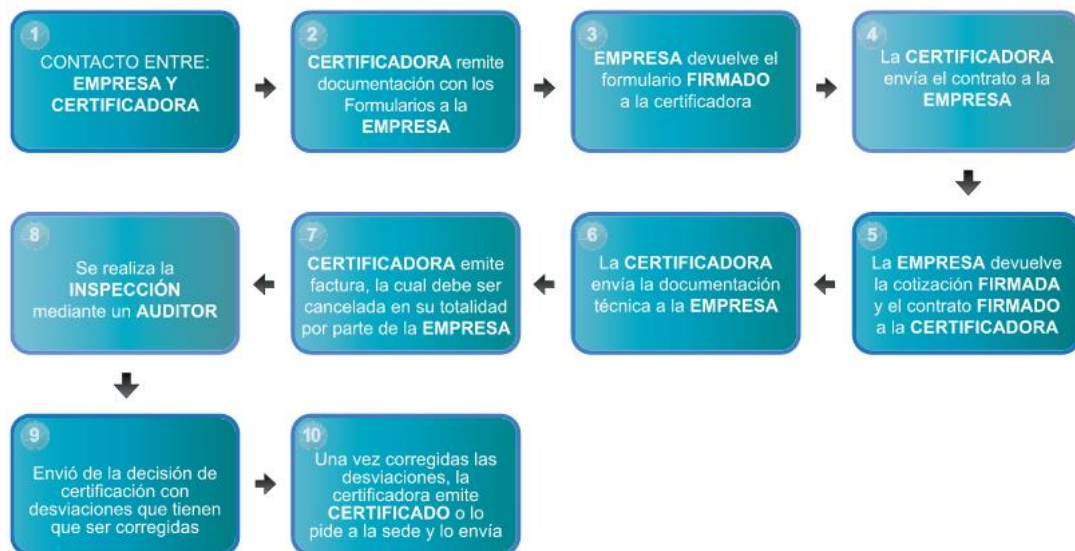 1
CONTACTO ENTRE:
EMPRESA Y
CERTIFICADORA
2
CERTIFICADORA remite
documentación con los
Formularios a la
EMPRESA
3
EMPRESA devuelve el
formulario FIRMADO
a la certificadora
4
La CERTIFICADORA
envía el contrato a la
EMPRESA
5
La EMPRESA devuelve
la cotización FIRMADA
y el contrato FIRMADO
a la CERTIFICADORA
6
La CERTIFICADORA
envía la documentación
técnica a la EMPRESA
7
CERTIFICADORA emite
factura, la cual debe ser
cancelada en su totalidad
por parte de la EMPRESA
8
Se realiza la
INSPECCIÓN
mediante un AUDITOR
9
Envió de la decisión de
certificación con
desviaciones que tienen
que ser corregidas
10
Una vez corregidas las
desviaciones, la
certificadora emite
CERTIFICADO o lo
pide a la sede y lo envía